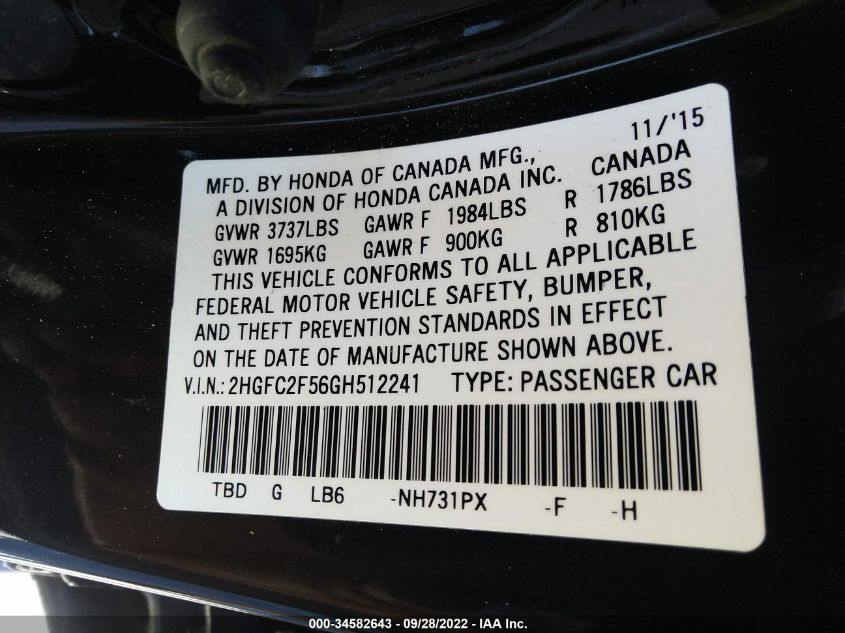 11/'15
MFD. BY HONDA OF CANADA MFG.,
A DIVISION OF HONDA CANADA INC. CANADA
GVWR 3737LBS GAWR F 1984LBS R 1786LBS
GVWR 1695KG GAWR F 900KG R 810KG
THIS VEHICLE CONFORMS TO ALL APPLICABLE
FEDERAL MOTOR VEHICLE SAFETY, BUMPER,
AND THEFT PREVENTION STANDARDS IN EFFECT
ON THE DATE OF MANUFACTURE SHOWN ABOVE.
V.I.N.: 2HGFC2F56GH512241 TYPE: PASSENGER CAR
TBD G LB6 -NH731PX -F -H
000-34582643 / 09/28/2022 - IAA Inc.